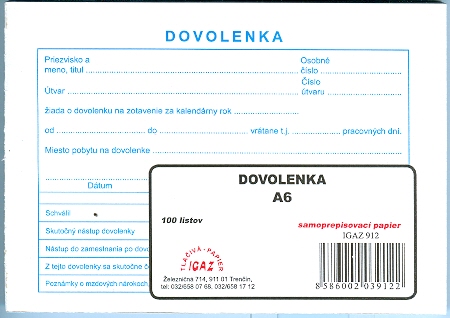 DOVOLENKA
Priezvisko a
meno, titul
Osobné
číslo
Útvar
Číslo
útvaru
žiada o dovolenku na zotavenie za kalendárny rok
od do vrátane t.j. pracovných dní.
Miesto pobytu na dovolenke
Dátum
Schválil
Skutočný nástup dovolenky
Nástup do zamestnania po dovo
Z tejto dovolenky sa skutočne č
Poznámky o mzdových nárokoch
DOVOLENKA
A6
100 listov
samoprepisovací papier
IGAZ 912
TLAČIVÁ - PAPIER
IGAZ
Železničná 714, 911 01 Trenčín,
tel: 032/658 07 68, 032/658 17 12
8 586002 039122